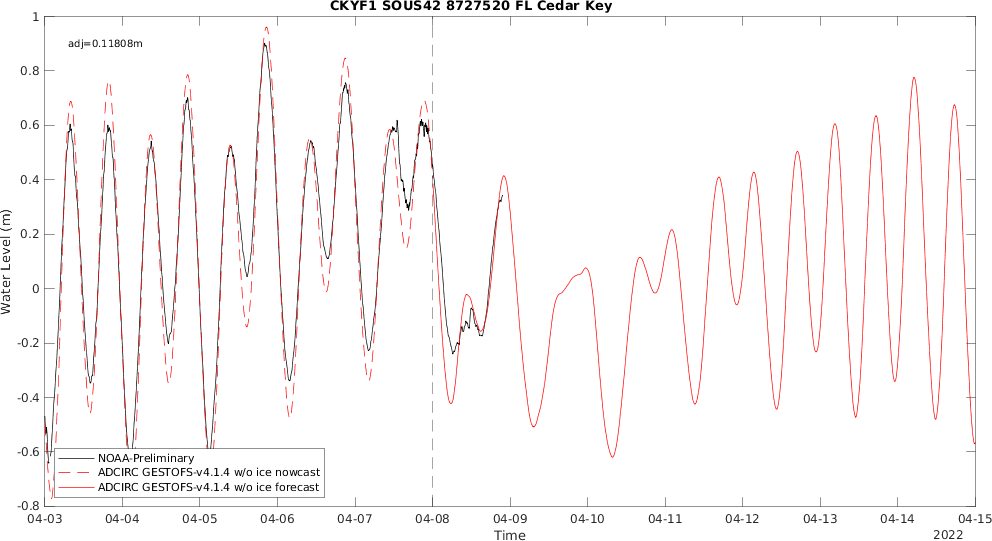 CKYF1 SOUS42 8727520 FL Cedar Key
adj=0.11808m
Water Level (m)
1
0.8
0.6
0.4
0.2
0
-0.2
-0.4
-0.6
-0.8
NOAA-Preliminary
ADCIRC GESTOFS-v4.1.4 w/o ice nowcast
ADCIRC GESTOFS-v4.1.4 w/o ice forecast
04-03 04-04 04-05 04-06 04-07 04-08 04-09 04-10 04-11 04-12 04-13 04-14 04-15
Time
2022